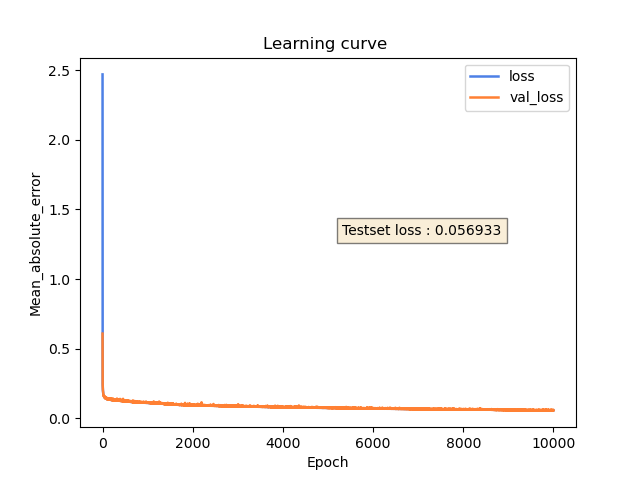 Learning curve
loss
val_loss
Testset loss : 0.056933
Mean_absolute_error
2.5
2.0
1.5
1.0
0.5
0.0
0 2000 4000 6000 8000 10000
Epoch